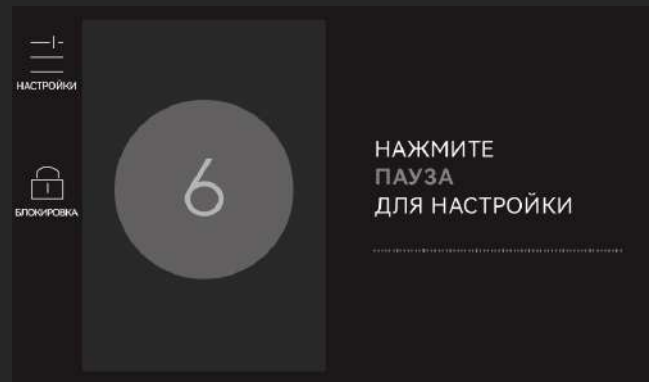 НАСТРОЙКИ
БЛОКИРОВКА
6
НАЖМИТЕ
ПАУЗА
ДЛЯ НАСТРОЙКИ